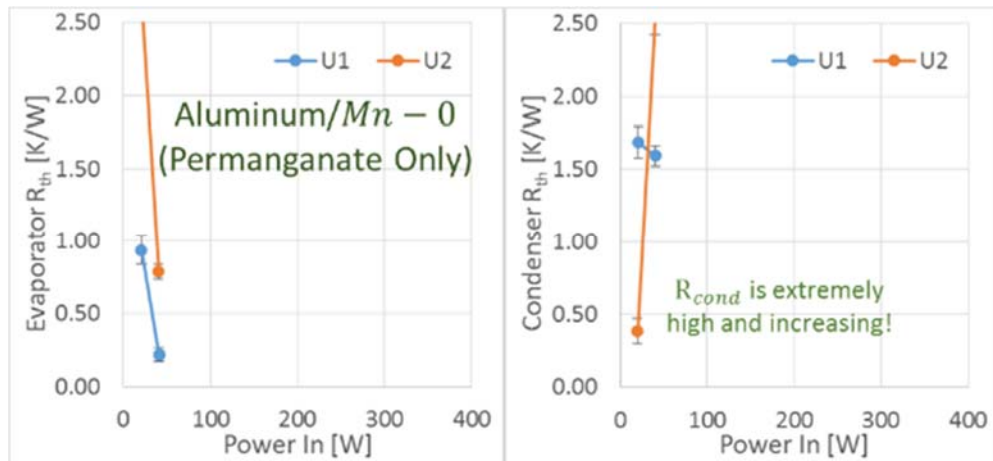 2.50
2.00
1.50
1.00
0.50
0.00
Evaporator Rth [K/W]
U1 U2
Aluminum/Mn − 0
(Permanganate Only)
0 100 200 300 400
Power In [W]
2.50
2.00
1.50
1.00
0.50
0.00
Condenser Rth [K/W]
U1 U2
Rcond is extremely
high and increasing!
0 100 200 300 400
Power In [W]